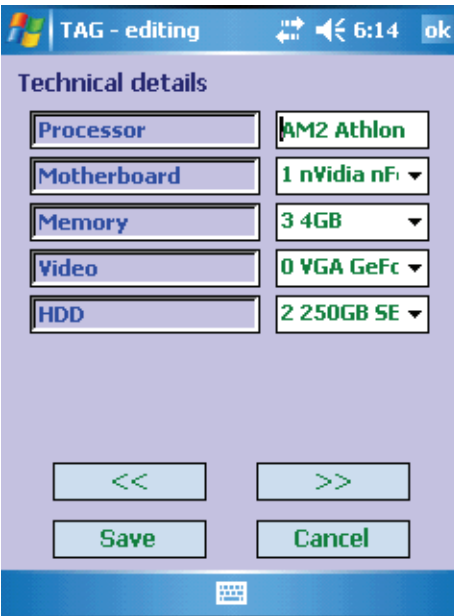 TAG - editing 6:14 ok
Technical details
Processor AM2 Athlon
Motherboard 1 nVidia nF
Memory 3 4GB
Video 0 VGA GeFc
HDD 2 250GB SE
<< >>
Save Cancel